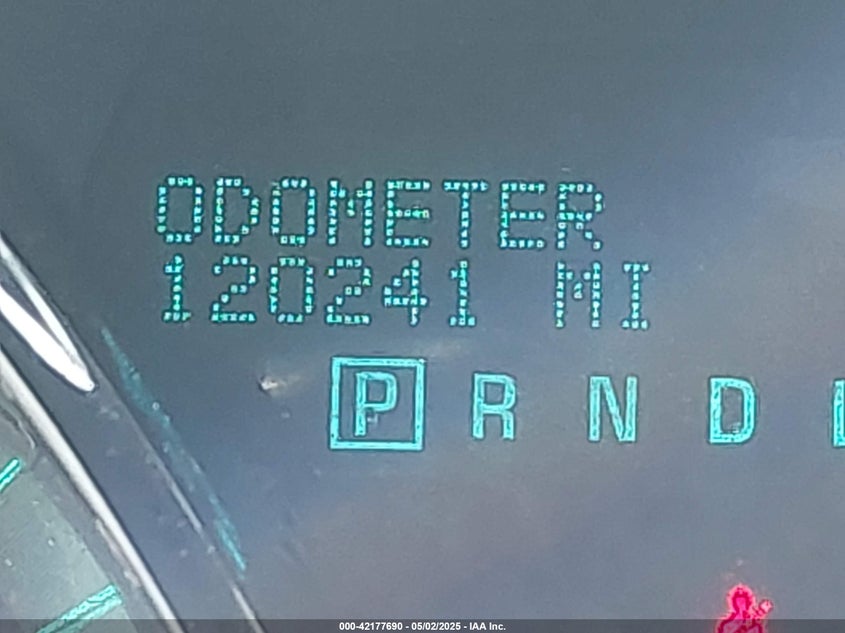 ODOMETER
120241 MI
P R N D
000-42177690 - 05/02/2025 - IAA Inc.